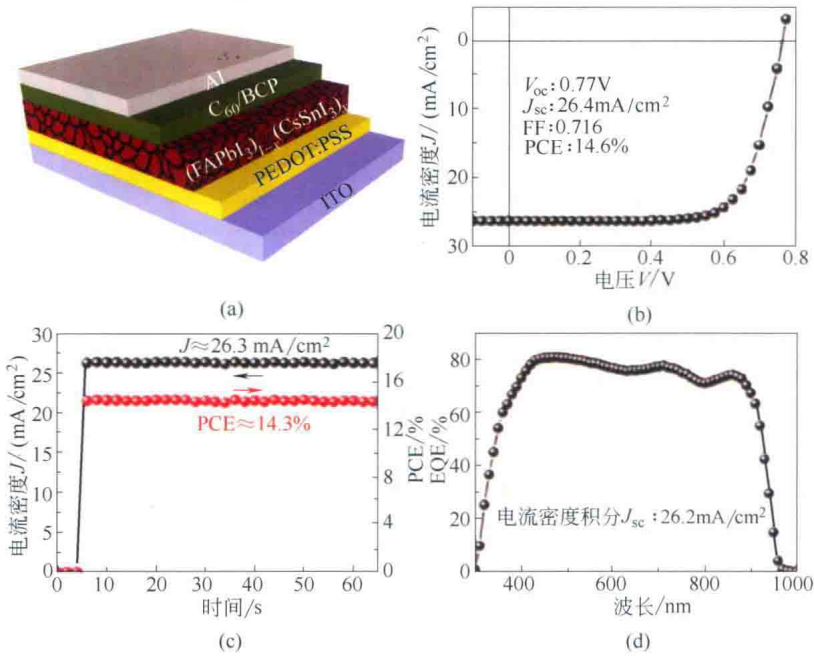 (a)
Al
C₆₀/BCP
(FAPbI₃)₁₋ₓ(CsSnI₃)ₓ
PEDOT:PSS
ITO
(b)
电流密度J/ (mA/cm²)
0
10
20
30
V_oc:0.77V
J_sc:26.4mA/cm²
FF:0.716
PCE:14.6%
0 0.2 0.4 0.6 0.8
电压V/V
(c)
电流密度J/ (mA/cm²)
30
25
20
15
10
5
0
J≈26.3 mA/cm²
PCE≈14.3%
20
16
12
8
4
0
PCE/%
0 10 20 30 40 50 60
时间/s
(d)
EQE/%
80
60
40
20
0
电流密度积分J_sc:26.2mA/cm²
400 600 800 1000
波长/nm